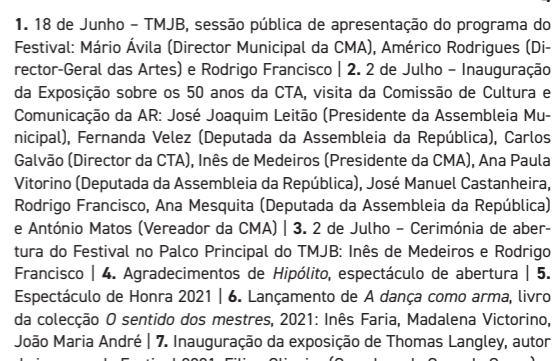 1. 18 de Junho – TMJB, sessão pública de apresentação do programa do
Festival: Mário Ávila (Director Municipal da CMA), Américo Rodrigues (Di-
rector-Geral das Artes) e Rodrigo Francisco | 2. 2 de Julho – Inauguração
da Exposição sobre os 50 anos da CTA, visita da Comissão de Cultura e
Comunicação da AR: José Joaquim Leitão (Presidente da Assembleia Mu-
nicipal), Fernanda Velez (Deputada da Assembleia da República), Carlos
Galvão (Director da CTA), Inês de Medeiros (Presidente da CMA), Ana Paula
Vitorino (Deputada da Assembleia da República), José Manuel Castanheira,
Rodrigo Francisco, Ana Mesquita (Deputada da Assembleia da República)
e António Matos (Vereador da CMA) | 3. 2 de Julho – Cerimónia de aber-
tura do Festival no Palco Principal do TMJB: Inês de Medeiros e Rodrigo
Francisco | 4. Agradecimentos de Hipólito, espectáculo de abertura | 5.
Espectáculo de Honra 2021 | 6. Lançamento de A dança como arma, livro
da colecção O sentido dos mestres, 2021: Inês Faria, Madalena Victorino,
João Maria André | 7. Inauguração da exposição de Thomas Langley, autor